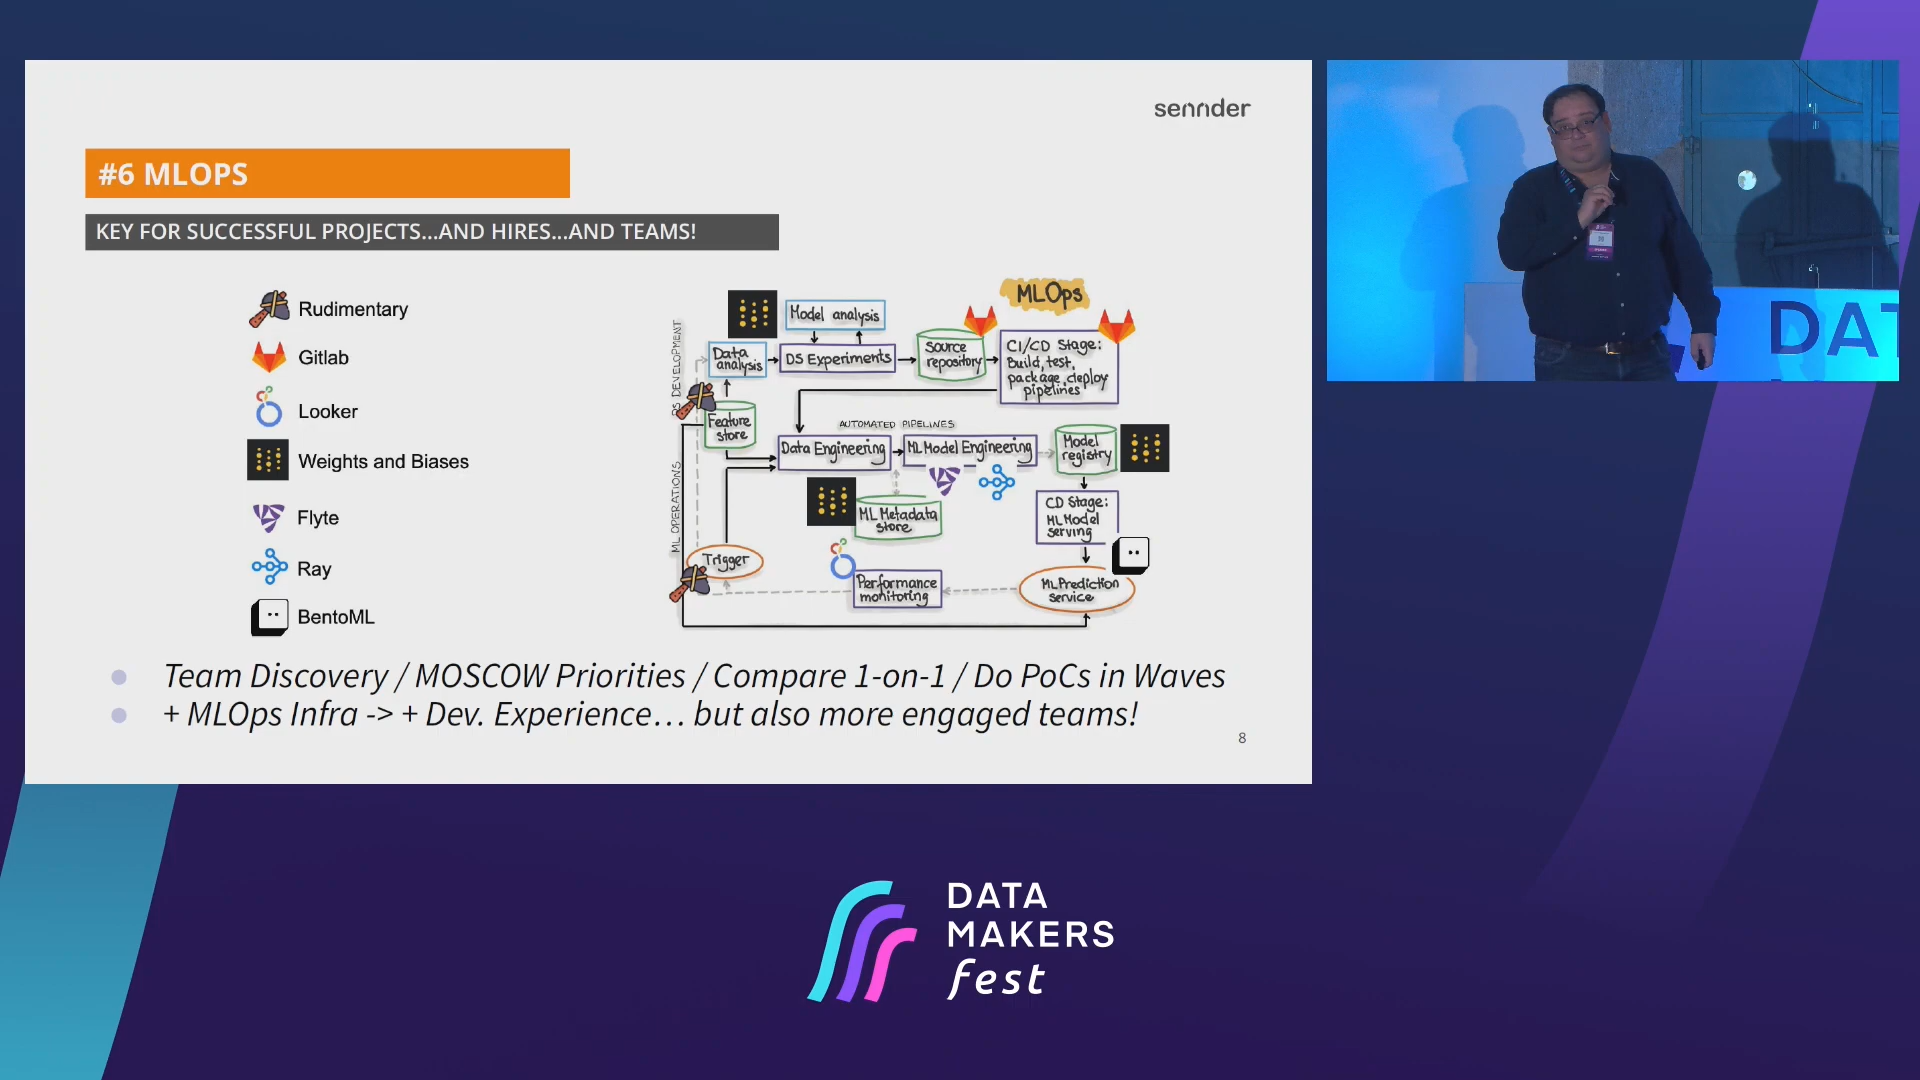 sennder
#6 MLOPS
KEY FOR SUCCESSFUL PROJECTS...AND HIRES...AND TEAMS!
Rudimentary
Gitlab
Looker
Weights and Biases
Flyte
Ray
BentoML
MLOps
DS DEVELOPMENT
Model analysis
Data
analysis
DS Experiments
Source
repository
CI/CD Stage:
Build, test,
package, deploy
pipelines
Feature
store
AUTOMATED PIPELINES
Data Engineering
ML Model Engineering
Model
registry
ML OPERATIONS
ML Metadata
store
CD Stage:
ML Model
serving
Trigger
Performance
monitoring
ML Prediction
service
Team Discovery / MOSCOW Priorities / Compare 1-on-1 / Do PoCs in Waves
+ MLOps Infra -> + Dev. Experience... but also more engaged teams!
8
DAT
DATA
MAKERS
fest